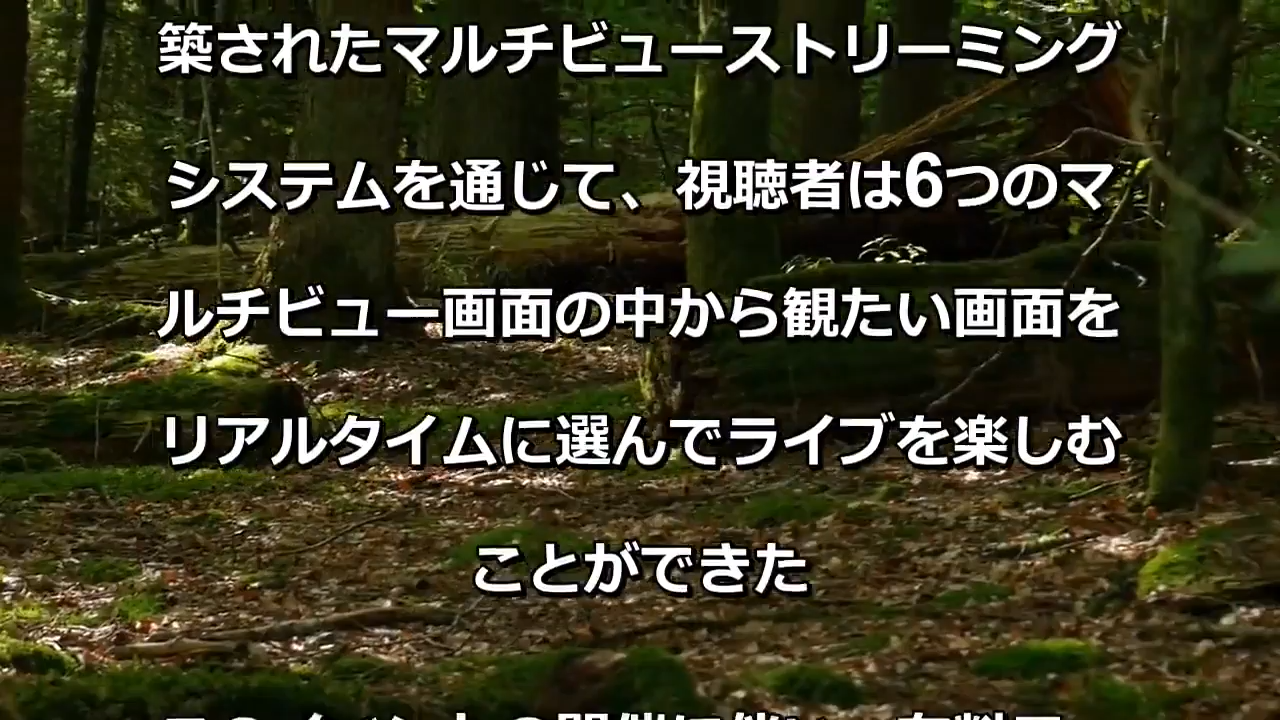 築されたマルチビューストリーミング
システムを通じて、視聴者は6つのマ
ルチビュー画面の中から観たい画面を
リアルタイムに選んでライブを楽しむ
ことができた